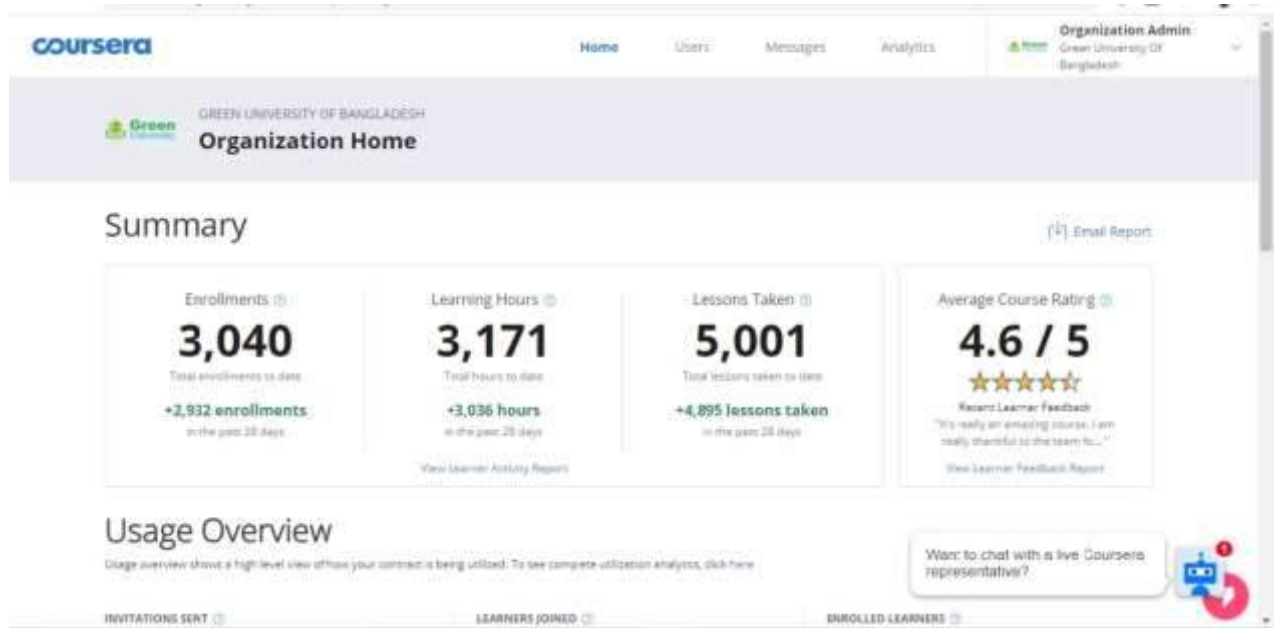 coursera
Home
Users
Messages
Analytics
Organization Admin
Green University Of
Bangladesh
Green
GREEN UNIVERSITY OF BANGLADESH
Organization Home
Summary
Email Report
Enrollments
3,040
Total enrollments to date
+2,932 enrollments
in the past 28 days
Learning Hours
3,171
Total hours to date
+3,036 hours
in the past 28 days
View Learner Activity Report
Lessons Taken
5,001
Total lessons taken to date
+4,895 lessons taken
in the past 28 days
Average Course Rating
4.6 / 5
Recent Learner Feedback
"It's really an amazing course. I am
really thankful to the team fo..."
View Learner Feedback Report
Usage Overview
Usage overview shows a high level view of how your contract is being utilized. To see complete utilization analytics, click here
Want to chat with a live Coursera
representative?
1
INVITATIONS SENT
LEARNERS JOINED
ENROLLED LEARNERS